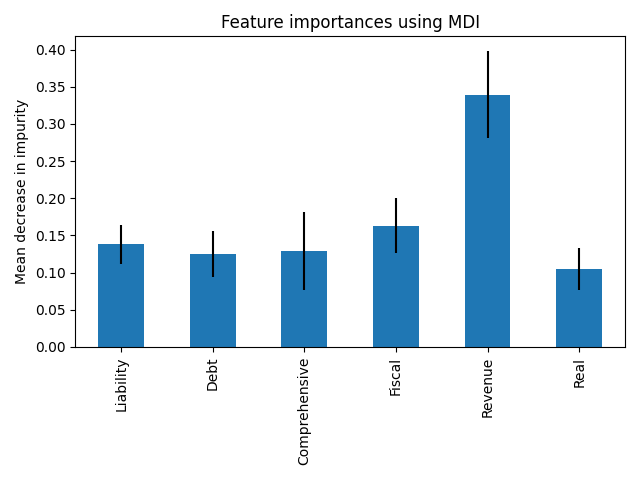 Feature importances using MDI
Mean decrease in impurity
0.40
0.35
0.30
0.25
0.20
0.15
0.10
0.05
0.00
Liability
Debt
Comprehensive
Fiscal
Revenue
Real